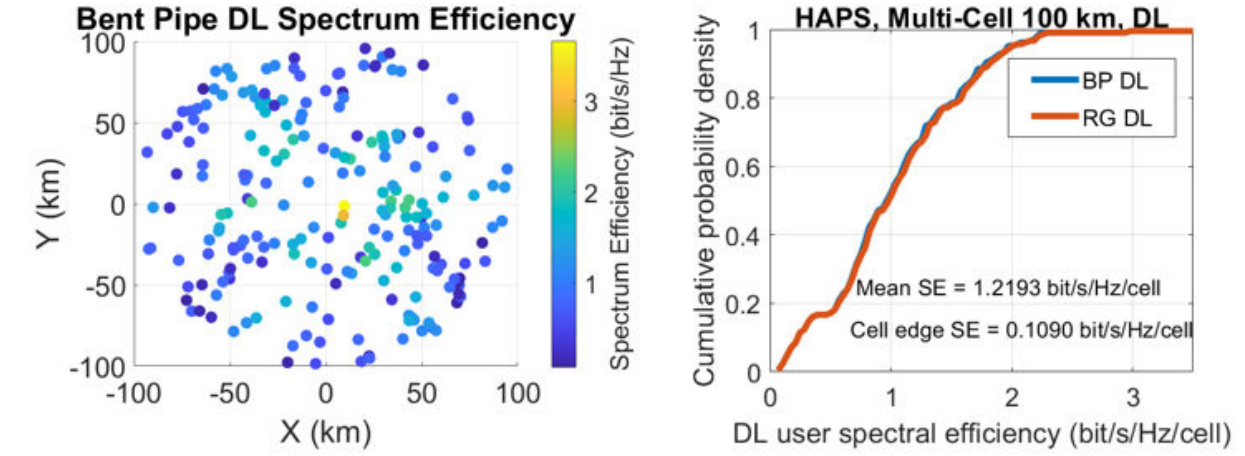 Bent Pipe DL Spectrum Efficiency
100
50
0
-50
-100
Y (km)
-100
-50
0
50
100
X (km)
3
2
1
Spectrum Efficiency (bit/s/Hz)
HAPS, Multi-Cell 100 km, DL
1
0.8
0.6
0.4
0.2
0
Cumulative probability density
BP DL
RG DL
Mean SE = 1.2193 bit/s/Hz/cell
Cell edge SE = 0.1090 bit/s/Hz/cell
0
1
2
3
DL user spectral efficiency (bit/s/Hz/cell)